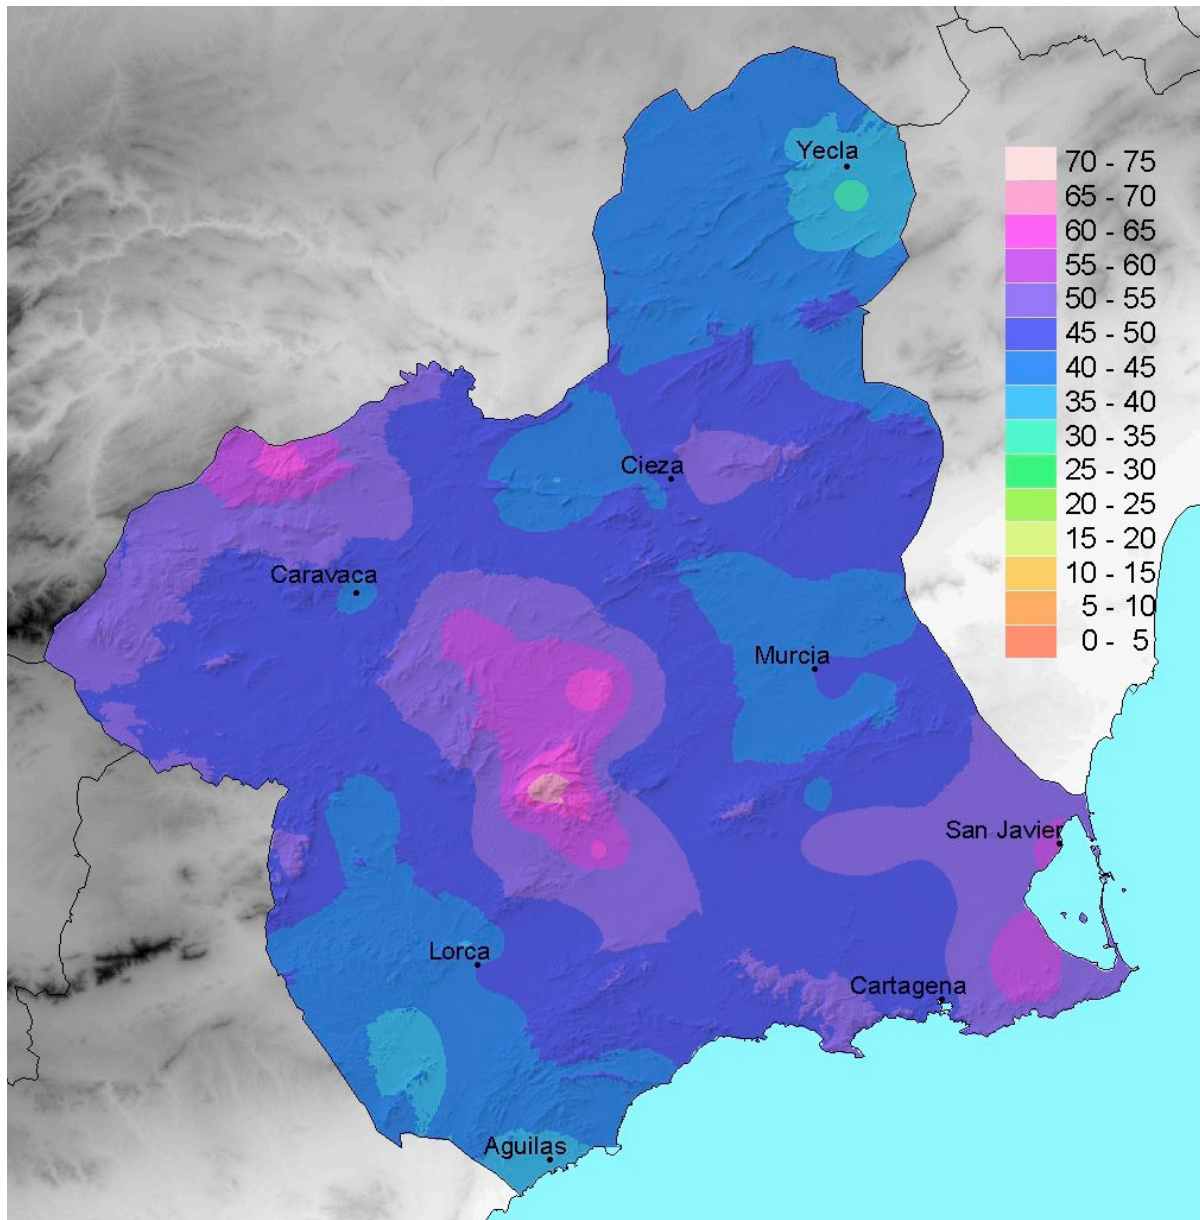 Yecla
70 - 75
65 - 70
60 - 65
55 - 60
50 - 55
45 - 50
40 - 45
35 - 40
30 - 35
25 - 30
20 - 25
15 - 20
10 - 15
5 - 10
0 - 5
Cieza
Caravaca
Murcia
San Javier
Lorca
Cartagena
Aguilas